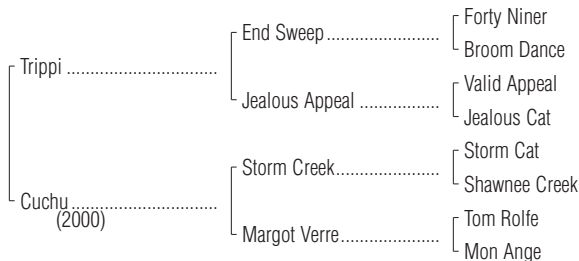 Forty Niner
End Sweep ........................
Broom Dance
Trippi ................................
Valid Appeal
Jealous Appeal .................
Jealous Cat
Storm Cat
Storm Creek......................
Shawnee Creek
Cuchu...............................
(2000)
Tom Rolfe
Margot Verre.....................
Mon Ange